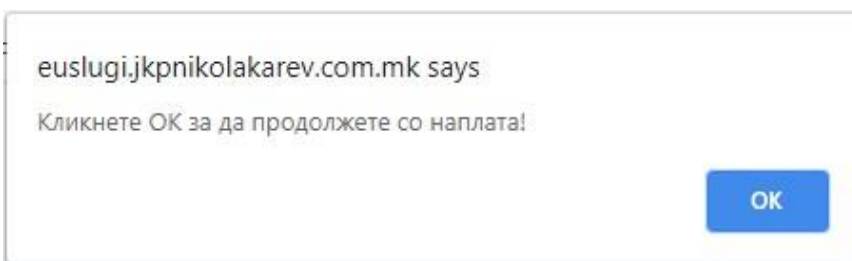 euslugi.jkpnikolakarev.com.mk says
Кликнете ОК за да продолжете со наплата!
OK